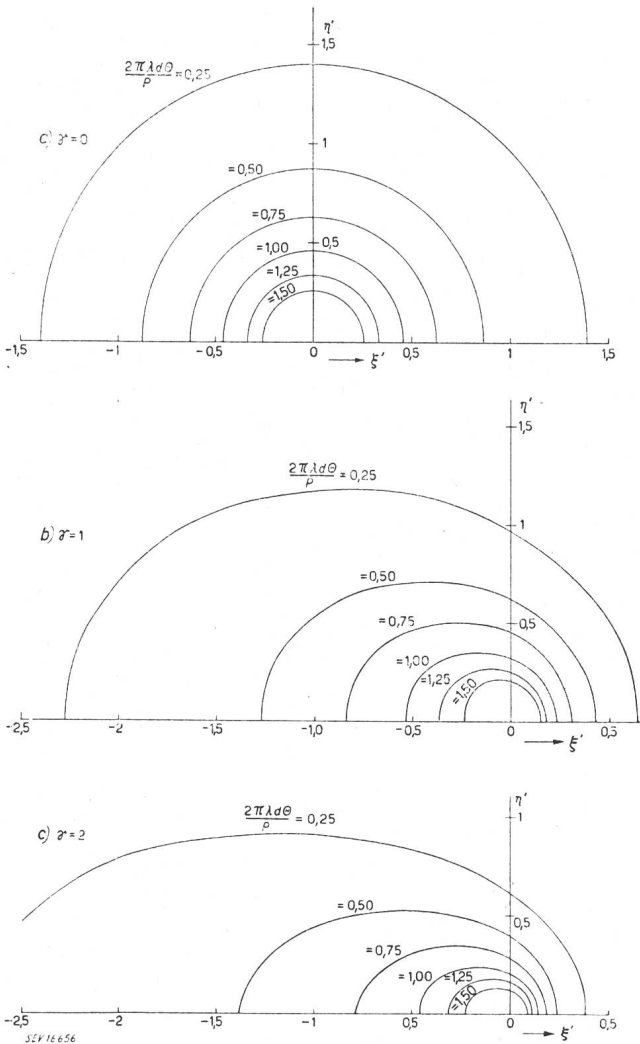 η'
1,5
2πλdΘ/P = 0,25
c) γ=0
1
=0,50
=0,75
=1,00
0,5
=1,25
=1,50
-1,5 -1 -0,5 0 0,5 1 1,5
ξ'
η'
1,5
2πλdΘ/P = 0,25
1
b) γ=1
=0,50
=0,75
0,5
=1,00
=1,25
=1,50
-2,5 -2 -1,5 -1,0 -0,5 0 0,5
ξ'
η'
2πλdΘ/P = 0,25
1
c) γ=2
=0,50
0,5
=0,75
=1,00 =1,25
=1,50
-2,5 -2 -1,5 -1 -0,5 0 0,5
ξ'
SEV16656